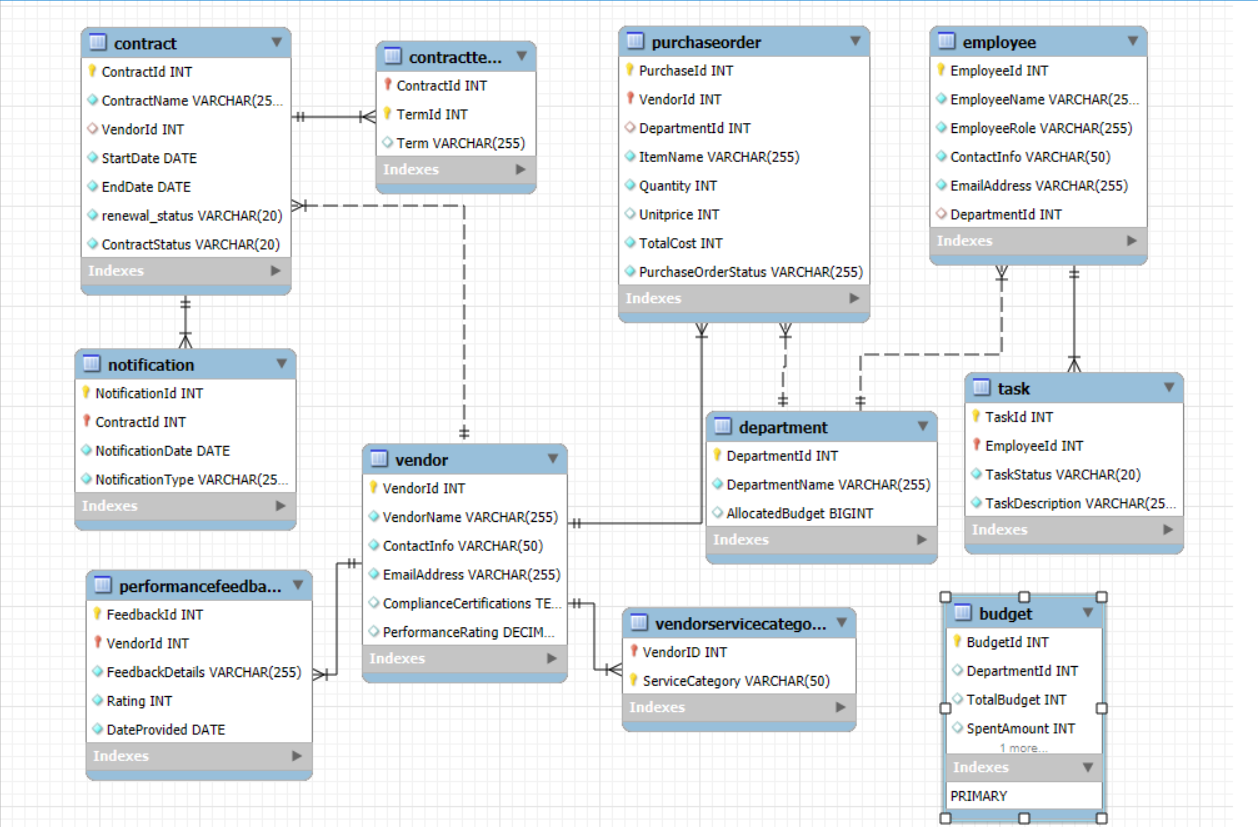 contract
ContractId INT
ContractName VARCHAR(25...
VendorId INT
StartDate DATE
EndDate DATE
renewal_status VARCHAR(20)
ContractStatus VARCHAR(20)
Indexes
contractte...
ContractId INT
TermId INT
Term VARCHAR(255)
Indexes
purchaseorder
PurchaseId INT
VendorId INT
DepartmentId INT
ItemName VARCHAR(255)
Quantity INT
Unitprice INT
TotalCost INT
PurchaseOrderStatus VARCHAR(255)
Indexes
employee
EmployeeId INT
EmployeeName VARCHAR(25...
EmployeeRole VARCHAR(255)
ContactInfo VARCHAR(50)
EmailAddress VARCHAR(255)
DepartmentId INT
Indexes
notification
NotificationId INT
ContractId INT
NotificationDate DATE
NotificationType VARCHAR(25...
Indexes
vendor
VendorId INT
VendorName VARCHAR(255)
ContactInfo VARCHAR(50)
EmailAddress VARCHAR(255)
ComplianceCertifications TE...
PerformanceRating DECIM...
Indexes
department
DepartmentId INT
DepartmentName VARCHAR(255)
AllocatedBudget BIGINT
Indexes
task
TaskId INT
EmployeeId INT
TaskStatus VARCHAR(20)
TaskDescription VARCHAR(25...
Indexes
performancefeedba...
FeedbackId INT
VendorId INT
FeedbackDetails VARCHAR(255)
Rating INT
DateProvided DATE
Indexes
vendorservicecatego...
VendorID INT
ServiceCategory VARCHAR(50)
Indexes
budget
BudgetId INT
DepartmentId INT
TotalBudget INT
SpentAmount INT
1 more...
Indexes
PRIMARY